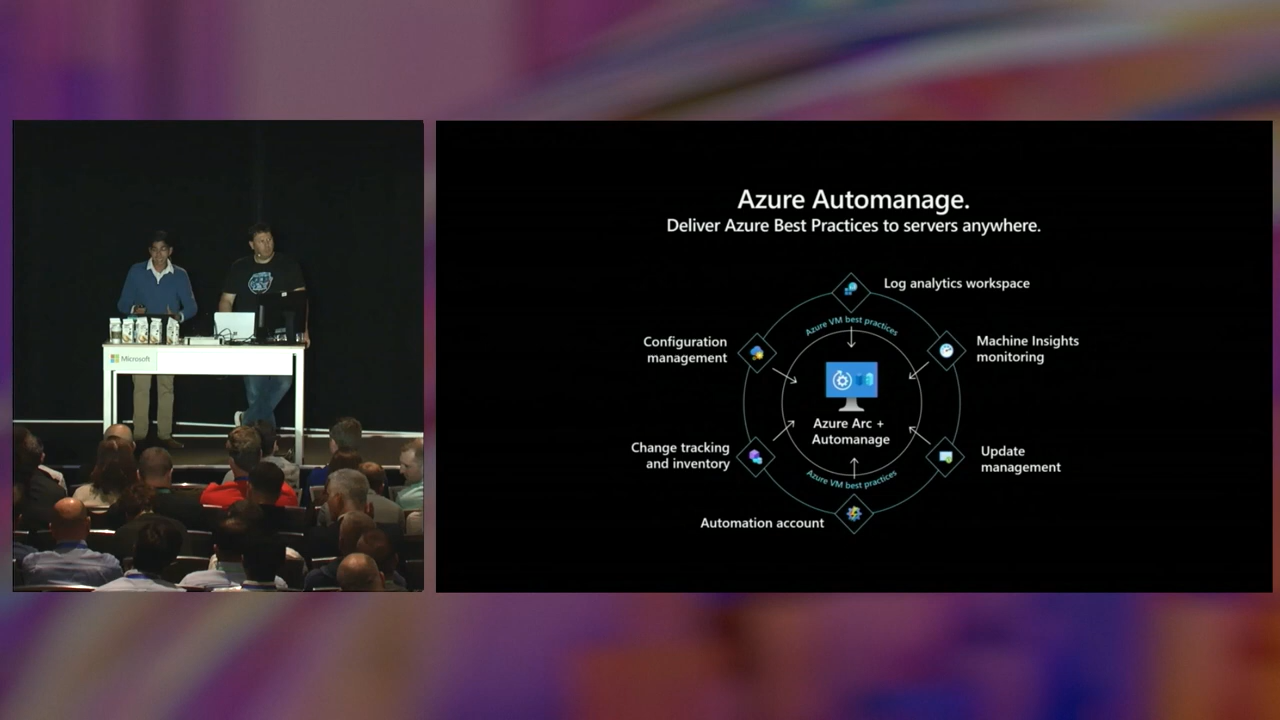 Azure Automanage.
Deliver Azure Best Practices to servers anywhere.
Log analytics workspace
Azure VM best practices
Configuration
management
Machine Insights
monitoring
Azure Arc +
Automanage
Change tracking
and inventory
Update
management
Azure VM best practices
Automation account
Microsoft